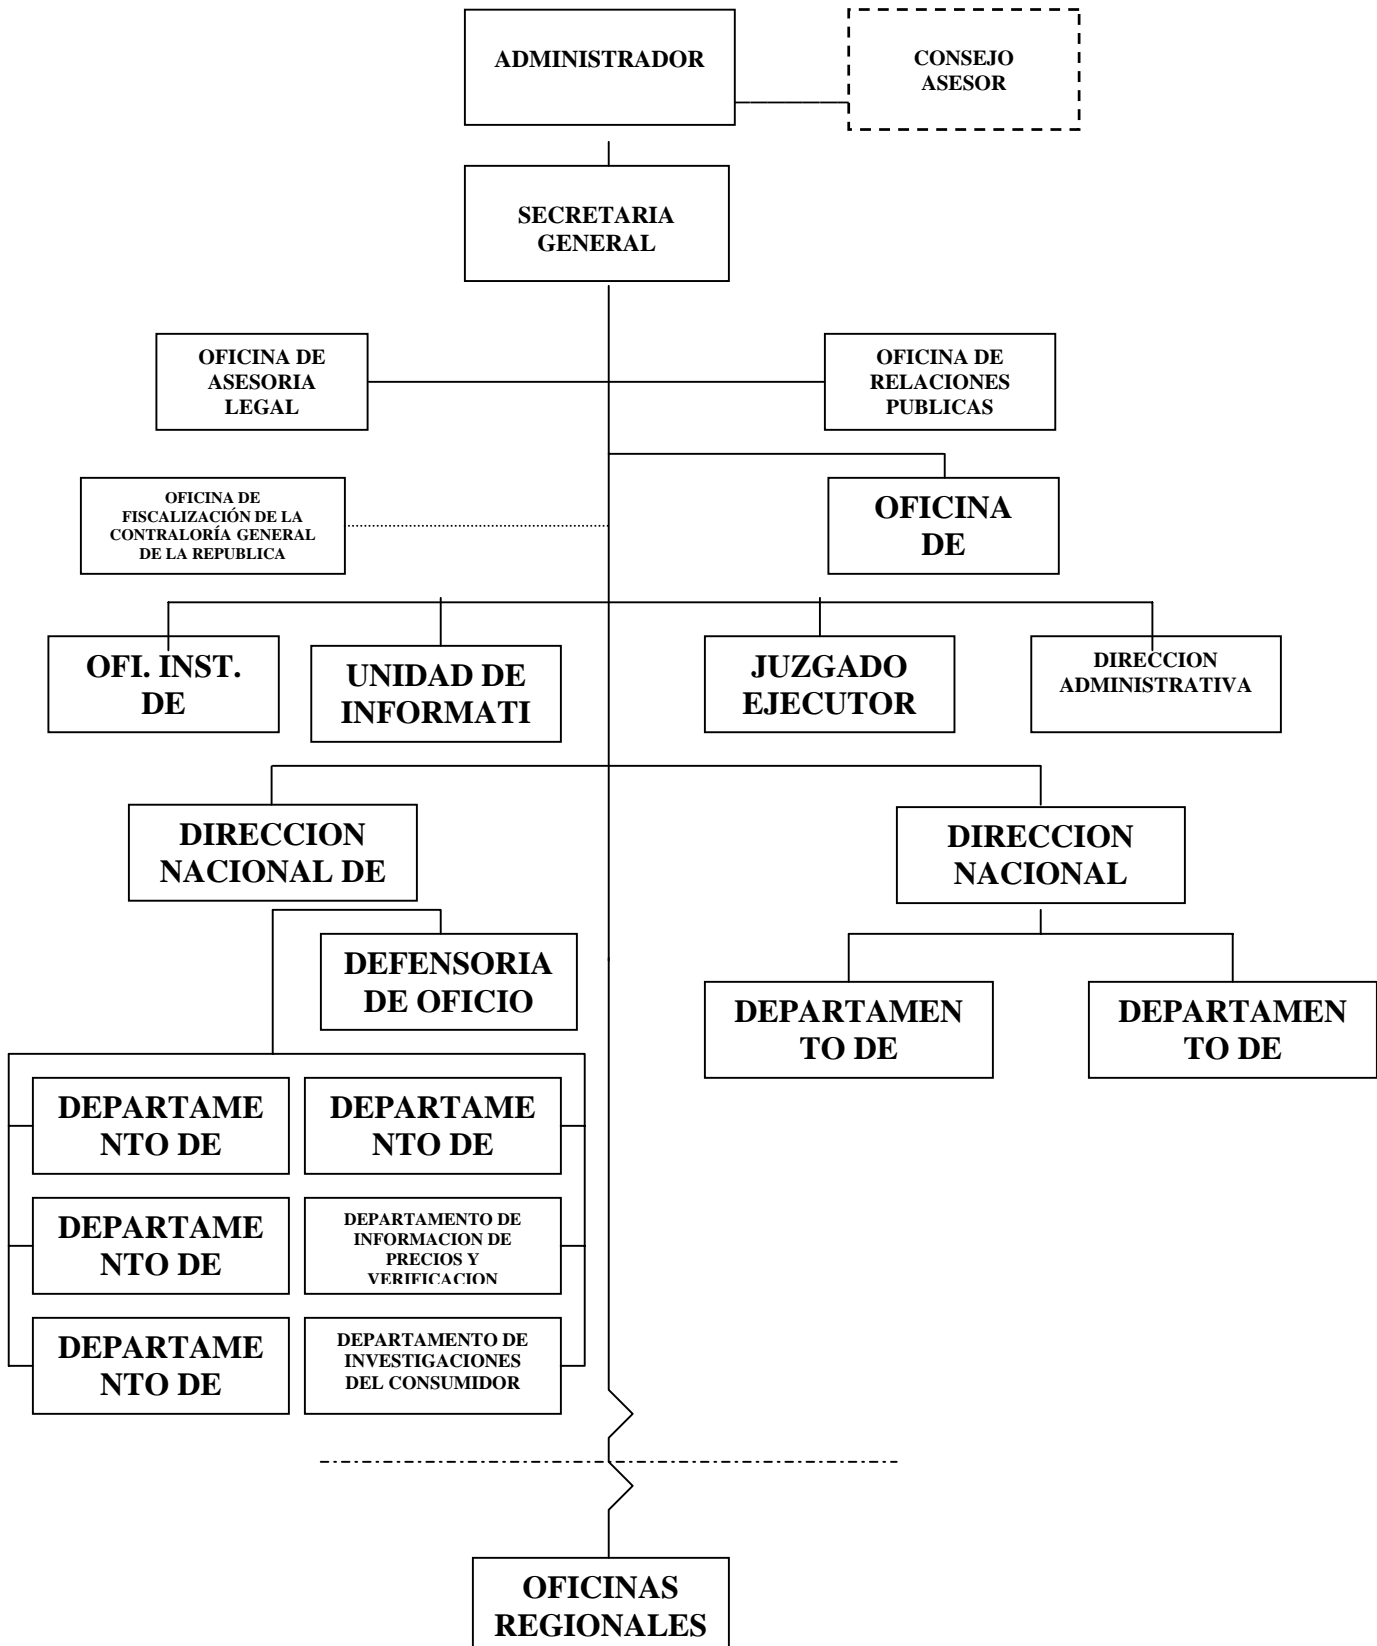 ADMINISTRADOR
CONSEJO
ASESOR
SECRETARIA
GENERAL
OFICINA DE
ASESORIA
LEGAL
OFICINA DE
RELACIONES
PUBLICAS
OFICINA DE
FISCALIZACIÓN DE LA
CONTRALORÍA GENERAL
DE LA REPUBLICA
OFICINA
DE
OFI. INST.
DE
UNIDAD DE
INFORMATI
JUZGADO
EJECUTOR
DIRECCION
ADMINISTRATIVA
DIRECCION
NACIONAL DE
DIRECCION
NACIONAL
DEFENSORIA
DE OFICIO
DEPARTAMEN
TO DE
DEPARTAMEN
TO DE
DEPARTAME
NTO DE
DEPARTAME
NTO DE
DEPARTAME
NTO DE
DEPARTAMENTO DE
INFORMACION DE
PRECIOS Y
VERIFICACION
DEPARTAME
NTO DE
DEPARTAMENTO DE
INVESTIGACIONES
DEL CONSUMIDOR
OFICINAS
REGIONALES